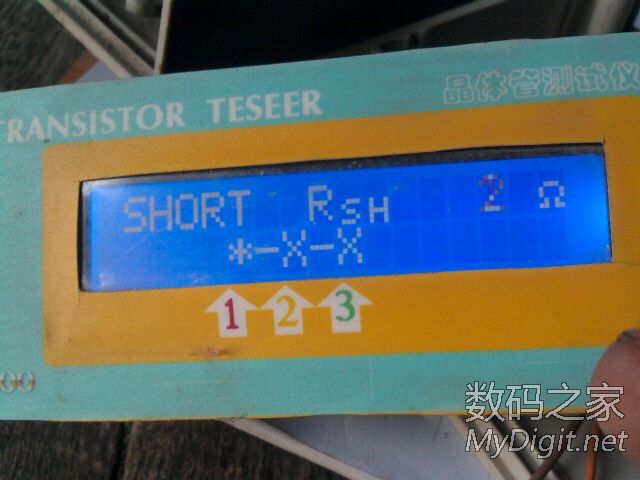 TRANSISTOR TESEER
晶体管测试仪
SHORT RSH 2 Ω
*-X-X
1 2 3
00
数码之家
MyDigit.net